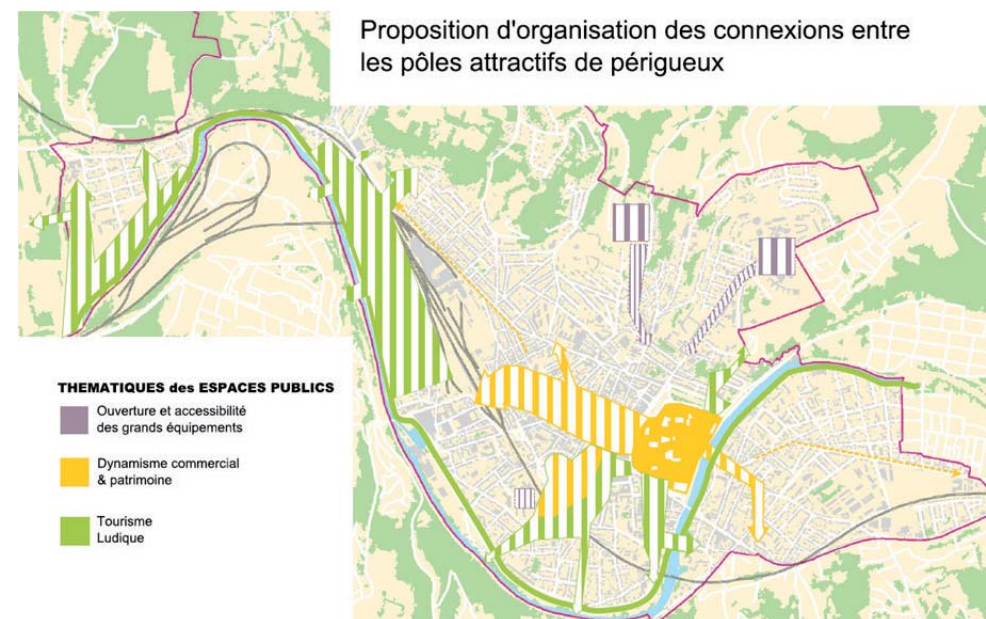 Proposition d'organisation des connexions entre
les pôles attractifs de périgueux
THEMATIQUES des ESPACES PUBLICS
Ouverture et accessibilité
des grands équipements
Dynamisme commercial
& patrimoine
Tourisme
Ludique